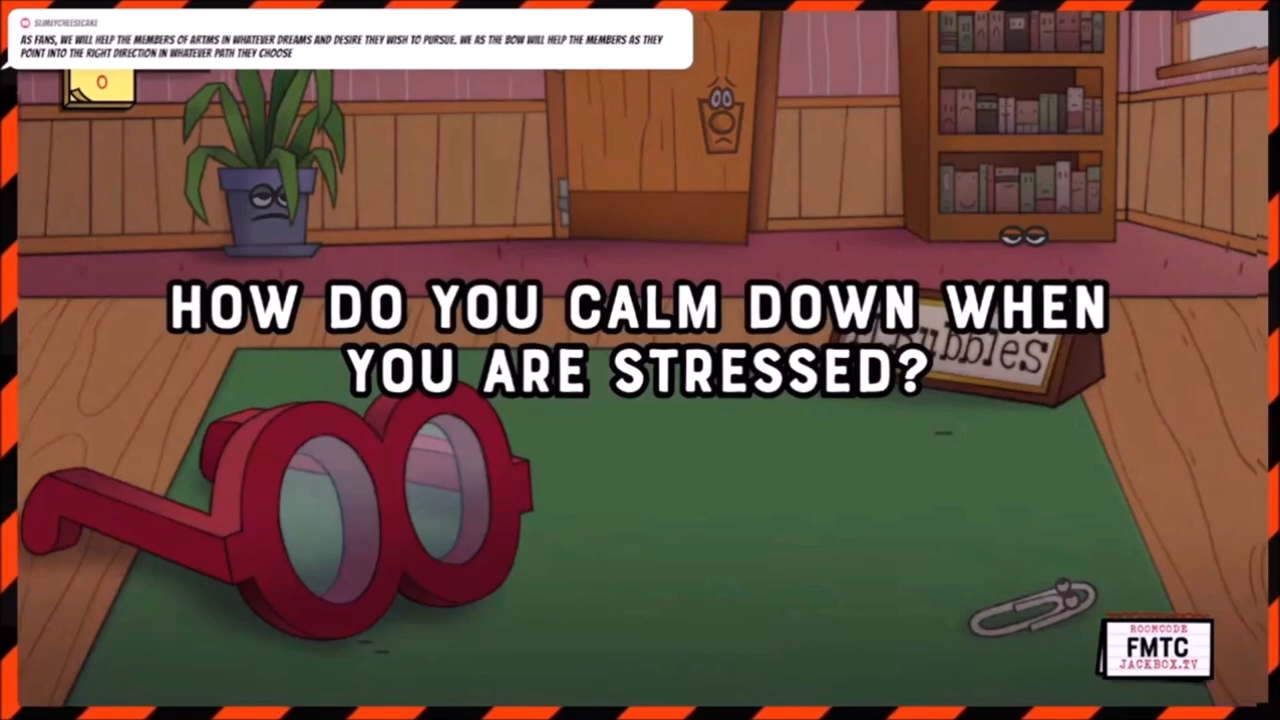 SLIMEYCHEESECAKE
AS FANS, WE WILL HELP THE MEMBERS OF ARTMS IN WHATEVER DREAMS AND DESIRE THEY WISH TO PURSUE. WE AS THE BOW WILL HELP THE MEMBERS AS THEY
POINT INTO THE RIGHT DIRECTION IN WHATEVER PATH THEY CHOOSE
0
HOW DO YOU CALM DOWN WHEN
YOU ARE STRESSED?
ROOMCODE
FMTC
JACKBOX.TV